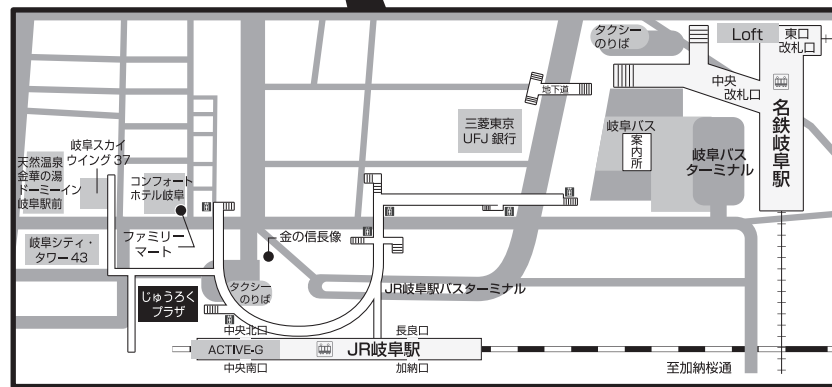 タクシー
のりば
Loft
東口
改札口
中央
改札口
名鉄岐阜駅
地下道
三菱東京
UFJ 銀行
岐阜バス
案内所
岐阜バス
ターミナル
岐阜スカイ
ウイング 37
天然温泉
金華の湯
ドーミーイン
岐阜駅前
コンフォート
ホテル岐阜
岐阜シティ・
タワー 43
ファミリー
マート
金の信長像
じゅうろく
プラザ
タクシー
のりば
JR岐阜駅バスターミナル
中央北口
長良口
ACTIVE-G
JR岐阜駅
中央南口
加納口
至加納桜通